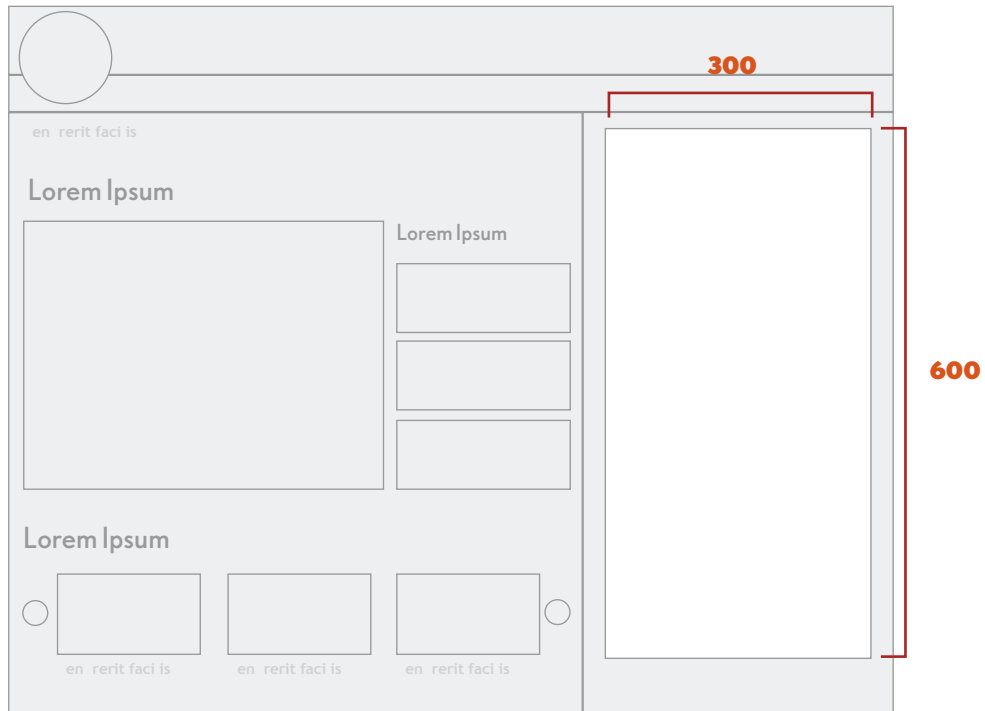 300
en rerit faci is
Lorem Ipsum
Lorem Ipsum
600
Lorem Ipsum
en rerit faci is
en rerit faci is
en rerit faci is